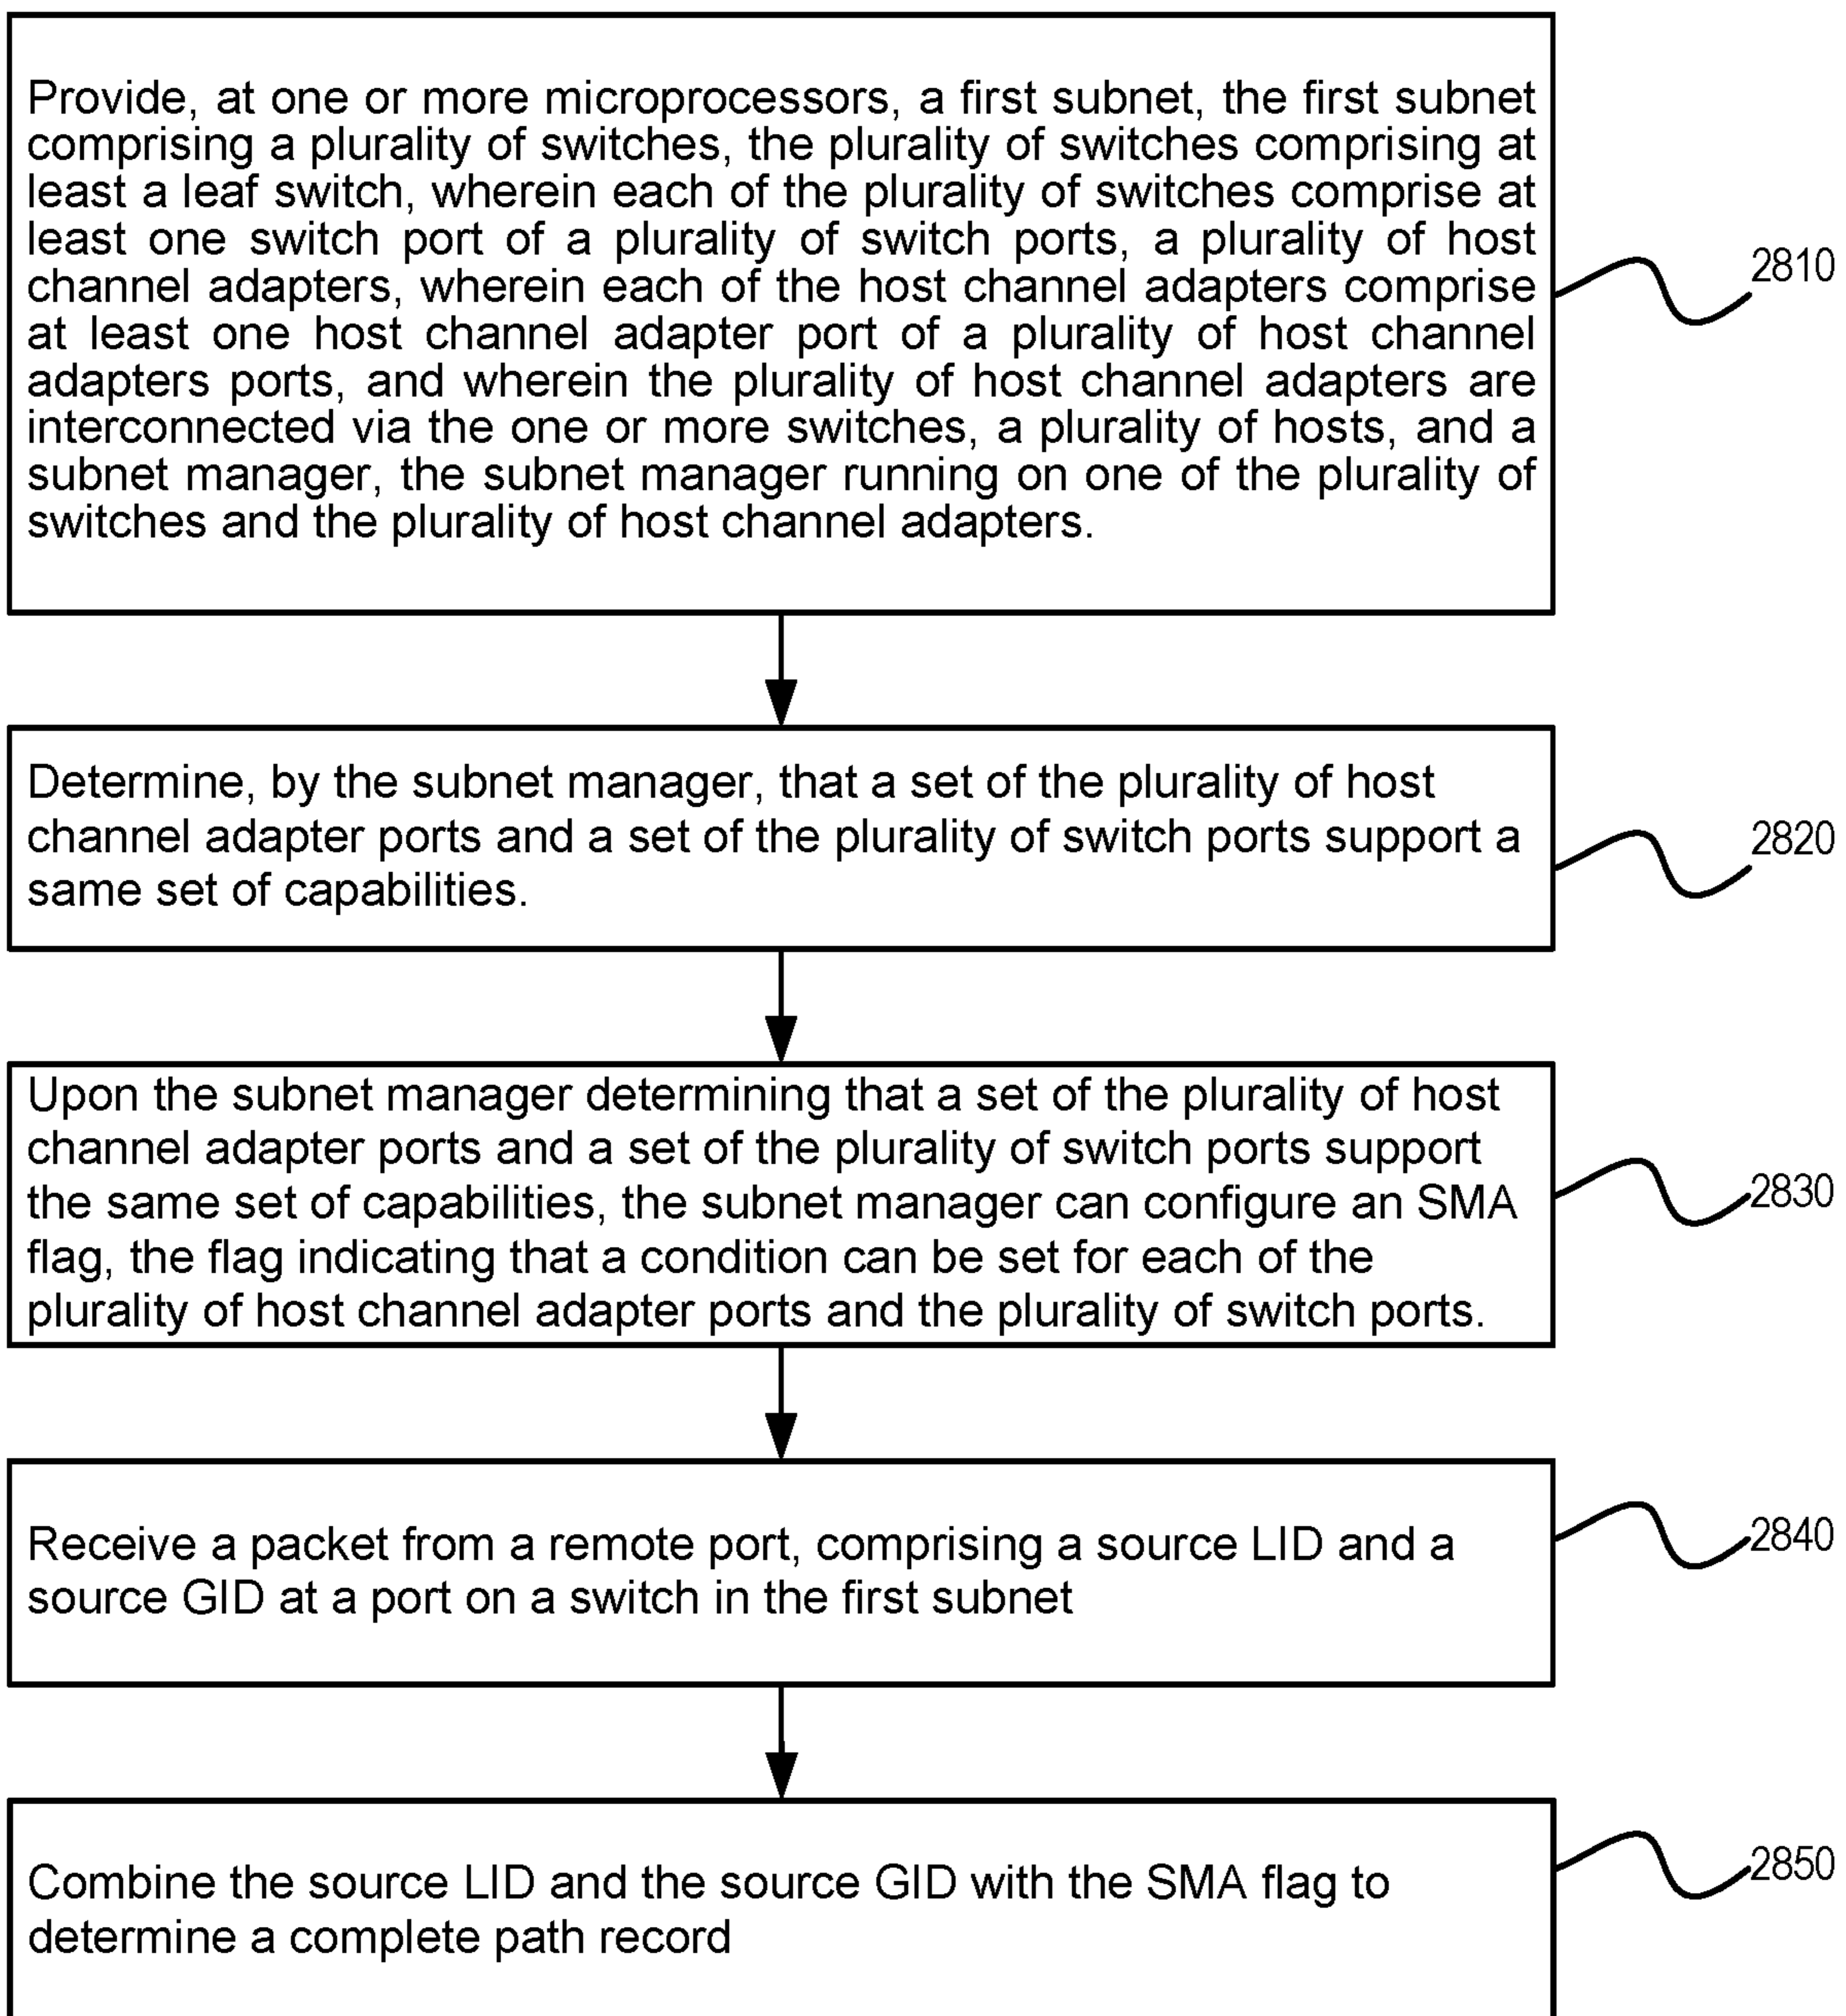 Provide, at one or more microprocessors, a first subnet, the first subnet
comprising a plurality of switches, the plurality of switches comprising at
least a leaf switch, wherein each of the plurality of switches comprise at
least one switch port of a plurality of switch ports, a plurality of host
channel adapters, wherein each of the host channel adapters comprise
at least one host channel adapter port of a plurality of host channel
adapters ports, and wherein the plurality of host channel adapters are
interconnected via the one or more switches, a plurality of hosts, and a
subnet manager, the subnet manager running on one of the plurality of
switches and the plurality of host channel adapters.
2810
Determine, by the subnet manager, that a set of the plurality of host
channel adapter ports and a set of the plurality of switch ports support a
same set of capabilities.
2820
Upon the subnet manager determining that a set of the plurality of host
channel adapter ports and a set of the plurality of switch ports support
the same set of capabilities, the subnet manager can configure an SMA
flag, the flag indicating that a condition can be set for each of the
plurality of host channel adapter ports and the plurality of switch ports.
2830
Receive a packet from a remote port, comprising a source LID and a
source GID at a port on a switch in the first subnet
2840
Combine the source LID and the source GID with the SMA flag to
determine a complete path record
2850